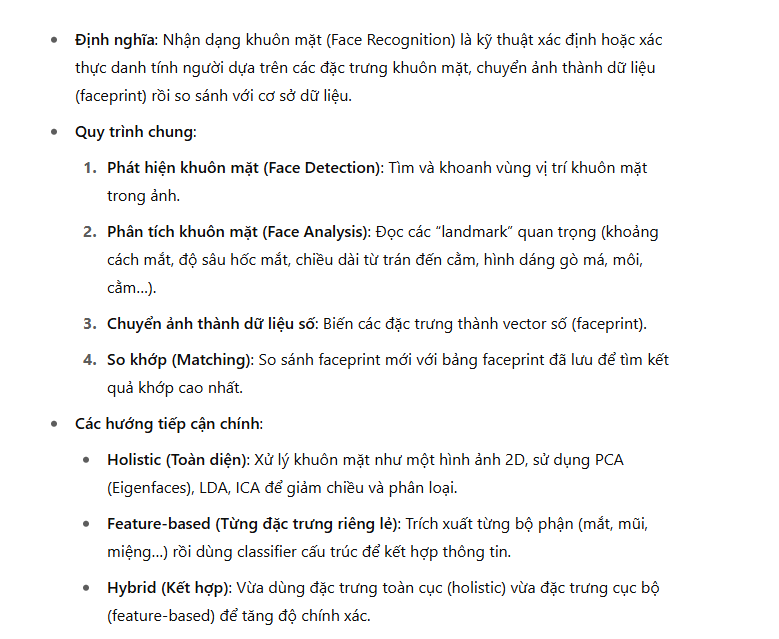 Định nghĩa: Nhận dạng khuôn mặt (Face Recognition) là kỹ thuật xác định hoặc xác
thực danh tính người dựa trên các đặc trưng khuôn mặt, chuyển ảnh thành dữ liệu
(faceprint) rồi so sánh với cơ sở dữ liệu.
Quy trình chung:
1. Phát hiện khuôn mặt (Face Detection): Tìm và khoanh vùng vị trí khuôn mặt
trong ảnh.
2. Phân tích khuôn mặt (Face Analysis): Đọc các “landmark” quan trọng (khoảng
cách mắt, độ sâu hốc mắt, chiều dài từ trán đến cằm, hình dáng gò má, môi,
cằm…).
3. Chuyển ảnh thành dữ liệu số: Biến các đặc trưng thành vector số (faceprint).
4. So khớp (Matching): So sánh faceprint mới với bảng faceprint đã lưu để tìm kết
quả khớp cao nhất.
Các hướng tiếp cận chính:
Holistic (Toàn diện): Xử lý khuôn mặt như một hình ảnh 2D, sử dụng PCA
(Eigenfaces), LDA, ICA để giảm chiều và phân loại.
Feature-based (Từng đặc trưng riêng lẻ): Trích xuất từng bộ phận (mắt, mũi,
miệng…) rồi dùng classifier cấu trúc để kết hợp thông tin.
Hybrid (Kết hợp): Vừa dùng đặc trưng toàn cục (holistic) vừa đặc trưng cục bộ
(feature-based) để tăng độ chính xác.